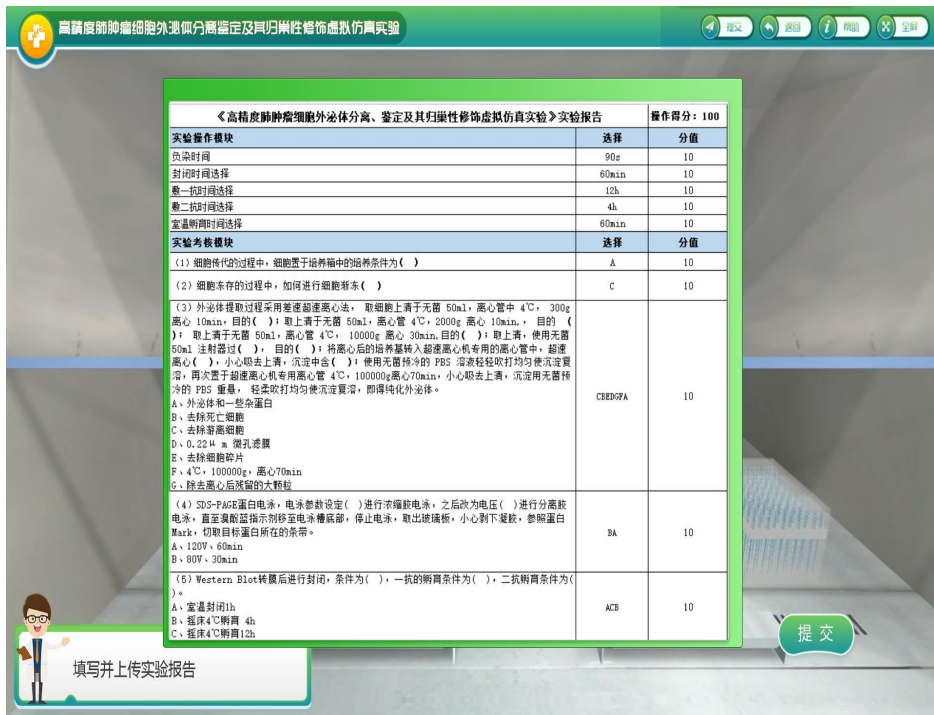 高精度肺肿瘤细胞外泌体分离鉴定及其归巢性修饰虚拟仿真实验
提交
返回
帮助
全屏
《高精度肺肿瘤细胞外泌体分离、鉴定及其归巢性修饰虚拟仿真实验》实验报告 操作得分：100
实验操作模块 选择 分值
负染时间 90s 10
封闭时间选择 60min 10
敷一抗时间选择 12h 10
敷二抗时间选择 4h 10
室温孵育时间选择 60min 10
实验考核模块 选择 分值
（1）细胞传代的过程中，细胞置于培养箱中的培养条件为( ) A 10
（2）细胞冻存的过程中，如何进行细胞渐冻( ) C 10
（3）外泌体提取过程采用差速超速离心法， 取细胞上清于无菌 50ml，离心管中 4℃， 300g
离心 10min，目的( )；取上清于无菌 50ml，离心管 4℃，2000g 离心 10min，， 目的 (
)； 取上清于无菌 50ml，离心管 4℃， 10000g 离心 30min,目的( )；取上清，使用无菌
50ml 注射器过( )， 目的( )；将离心后的培养基转入超速离心机专用的离心管中，超速
离心( )，小心吸去上清，沉淀中含( )；使用无菌预冷的 PBS 溶液轻轻吹打均匀使沉淀复
溶，再次置于超速离心机专用离心管 4℃，100000g离心70min，小心吸去上清，沉淀用无菌预
冷的 PBS 重悬， 轻柔吹打均匀使沉淀复溶，即得纯化外泌体。
A、外泌体和一些杂蛋白
B、去除死亡细胞
C、去除游离细胞
D、0.22μ m 微孔滤膜
E、去除细胞碎片
F、4℃，100000g，离心70min
G、除去离心后残留的大颗粒
CBEDGFA 10
（4）SDS-PAGE蛋白电泳，电泳参数设定( )进行浓缩胶电泳，之后改为电压( )进行分离胶
电泳，直至溴酚蓝指示剂移至电泳槽底部，停止电泳，取出玻璃板，小心剥下凝胶，参照蛋白
Mark，切取目标蛋白所在的条带。
A、120V、60min
B、80V、30min
BA 10
（5）Western Blot转膜后进行封闭，条件为( )，一抗的孵育条件为( )，二抗孵育条件为(
)。
A、室温封闭1h
B、摇床4℃孵育 4h
C、摇床4℃孵育12h
ACB 10
提 交
填写并上传实验报告